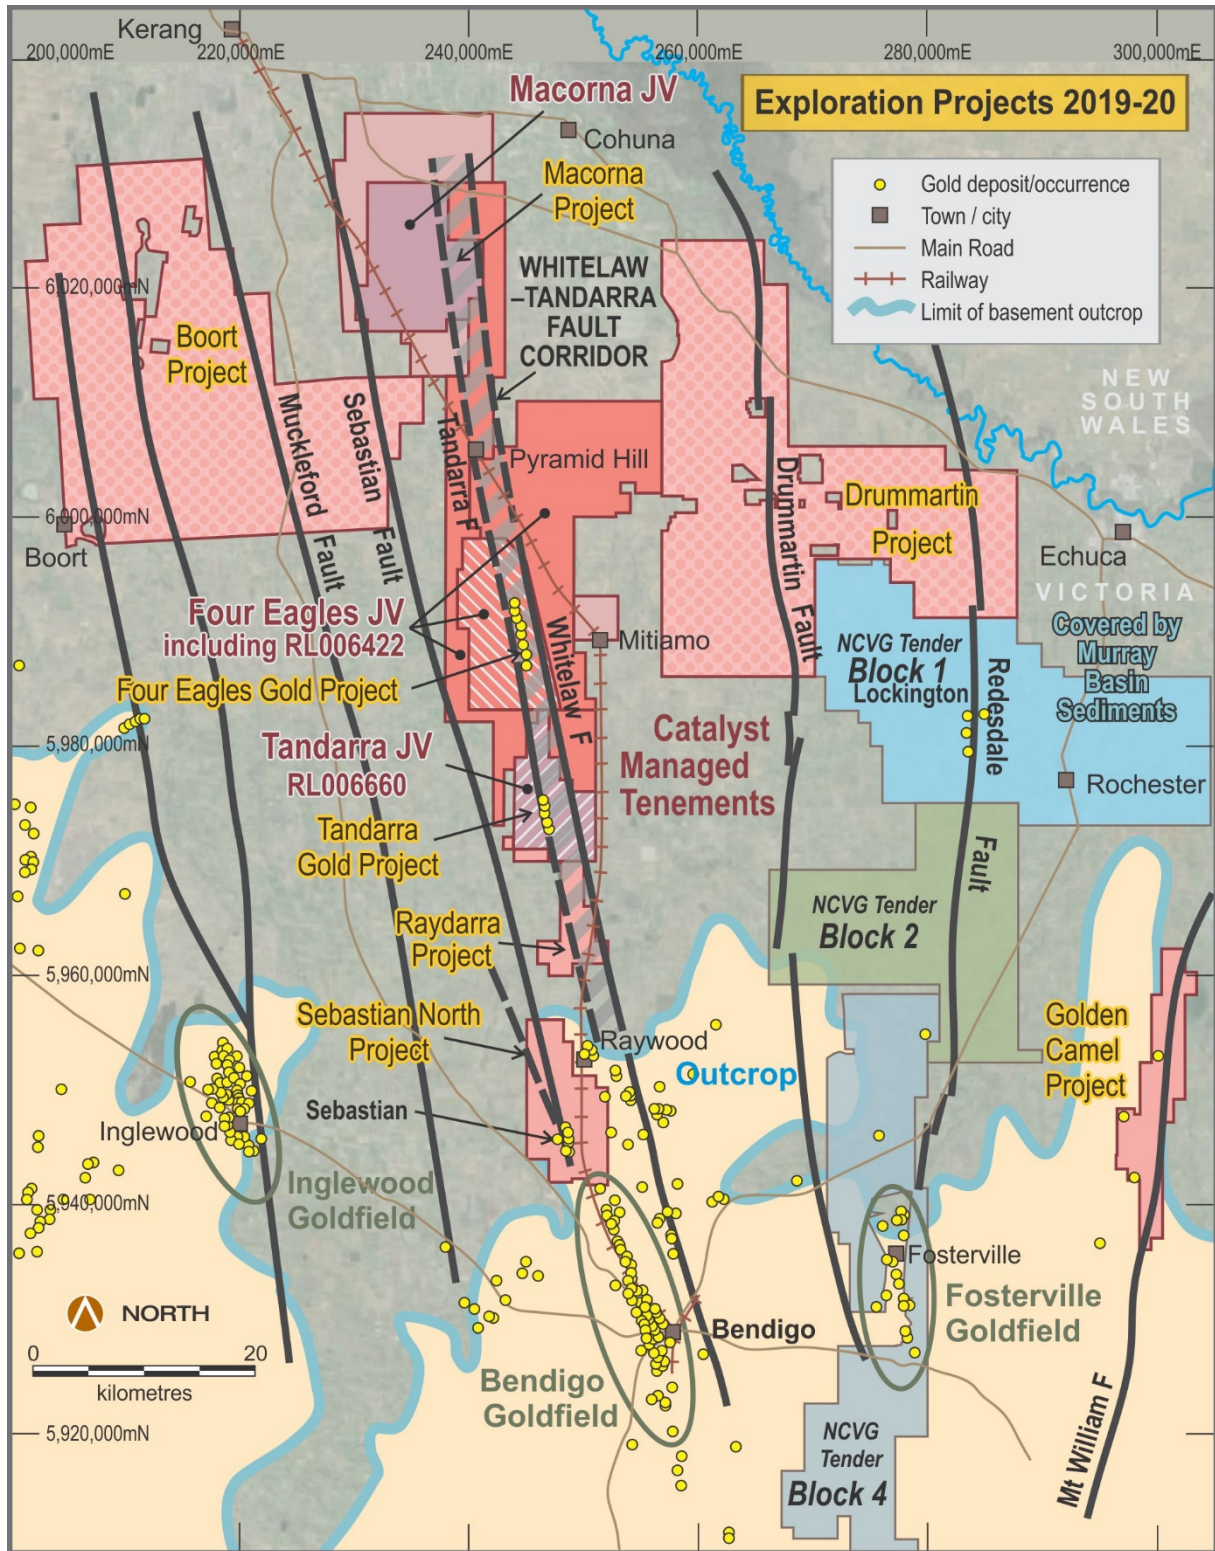 Kerang
200,000mE
220,000mE
240,000mE
260,000mE
280,000mE
300,000mE
Exploration Projects 2019-20
Macorna JV
Cohuna
Macorna
Project
Gold deposit/occurrence
Town / city
Main Road
Railway
Limit of basement outcrop
WHITELAW
–TANDARRA
FAULT
CORRIDOR
6,020,000mN
Boort
Project
NEW
SOUTH
WALES
Muckleford
Fault
Sebastian
Fault
Tandarra F
Pyramid Hill
Drummartin
Fault
Drummartin
Project
6,000,000mN
Boort
Echuca
VICTORIA
Four Eagles JV
including RL006422
Four Eagles Gold Project
Whitelaw F
Mitiamo
NCVG Tender
Block 1
Lockington
Redesdale
Fault
Covered by
Murray
Basin
Sediments
5,980,000mN
Tandarra JV
RL006660
Catalyst
Managed
Tenements
Rochester
Tandarra
Gold Project
NCVG Tender
Block 2
Raydarra
Project
5,960,000mN
Sebastian North
Project
Raywood
Outcrop
Golden
Camel
Project
Sebastian
Inglewood
Inglewood
Goldfield
5,940,000mN
Fosterville
Fosterville
Goldfield
NORTH
0
20
kilometres
Bendigo
Bendigo
Goldfield
5,920,000mN
NCVG
Tender
Block 4
Mt William F